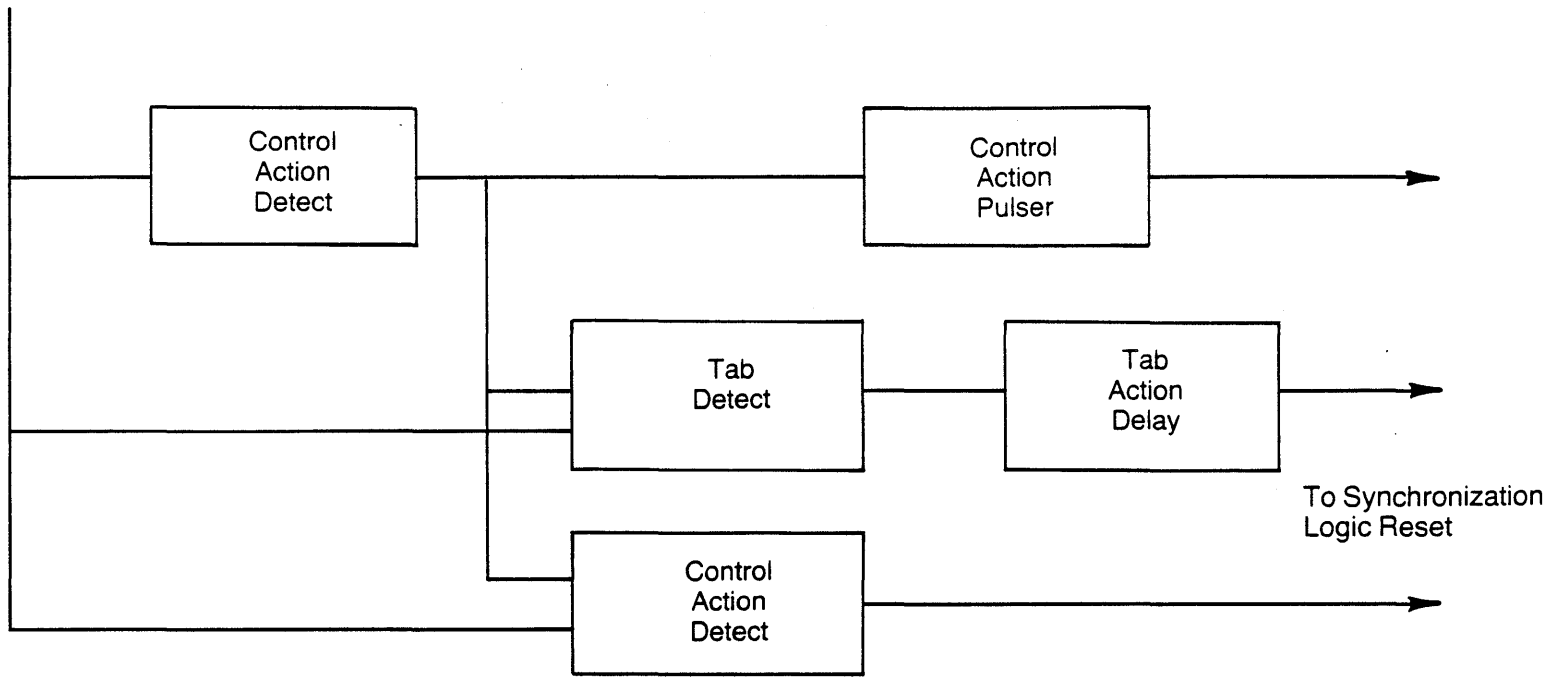 Control
Action
Detect
Control
Action
Pulser
Tab
Detect
Tab
Action
Delay
To Synchronization
Logic Reset
Control
Action
Detect